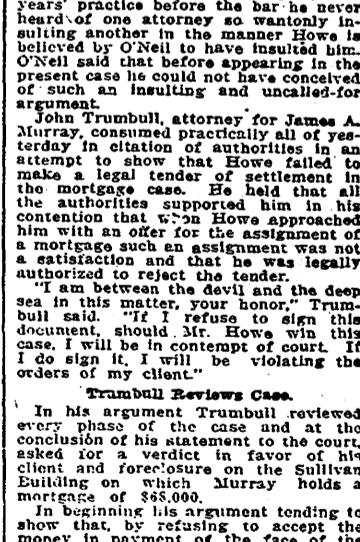 years' practice before the bar he never
heard of one attorney so wantonly in-
sulting another in the manner Howe is
believed by O'Neil to have insulted him.
O'Neil said that before appearing in the
present case he could not have conceived
of such an insulting and uncalled-for
argument.
John Trumbull, attorney for James A.
Murray, consumed practically all of yes-
terday in citation of authorities in an
attempt to show that Howe failed to
make a legal tender of settlement in
the mortgage case. He held that all
the authorities supported him in his
contention that when Howe approached
him with an offer for the assignment of
a mortgage such an assignment was not
a satisfaction and that he was legally
authorized to reject the tender.
"I am between the devil and the deep
sea in this matter, your honor," Trum-
bull said. "If I refuse to sign this
document, should Mr. Howe win this
case, I will be in contempt of court. If
I do sign it, I will be violating the
orders of my client."
Trumbull Reviews Case.
In his argument Trumbull reviewed
every phase of the case and at the
conclusion of his statement to the court,
asked for a verdict in favor of his
client and foreclosure on the Sullivan
Building on which Murray holds a
mortgage of $68,000.
In beginning his argument tending to
show that, by refusing to accept the
money in payment of the face of the